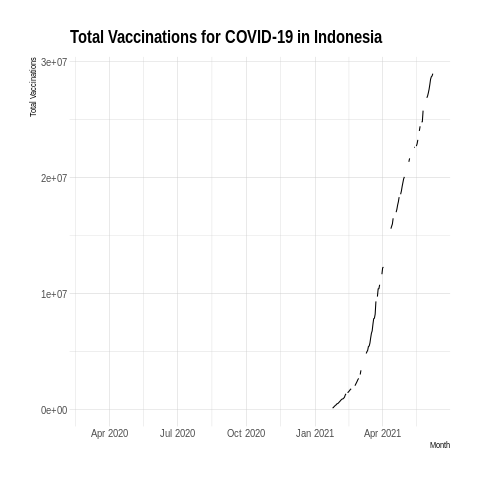 Total Vaccinations for COVID-19 in Indonesia
Total Vaccinations
3e+07
2e+07
1e+07
0e+00
Apr 2020 Jul 2020 Oct 2020 Jan 2021 Apr 2021
Month